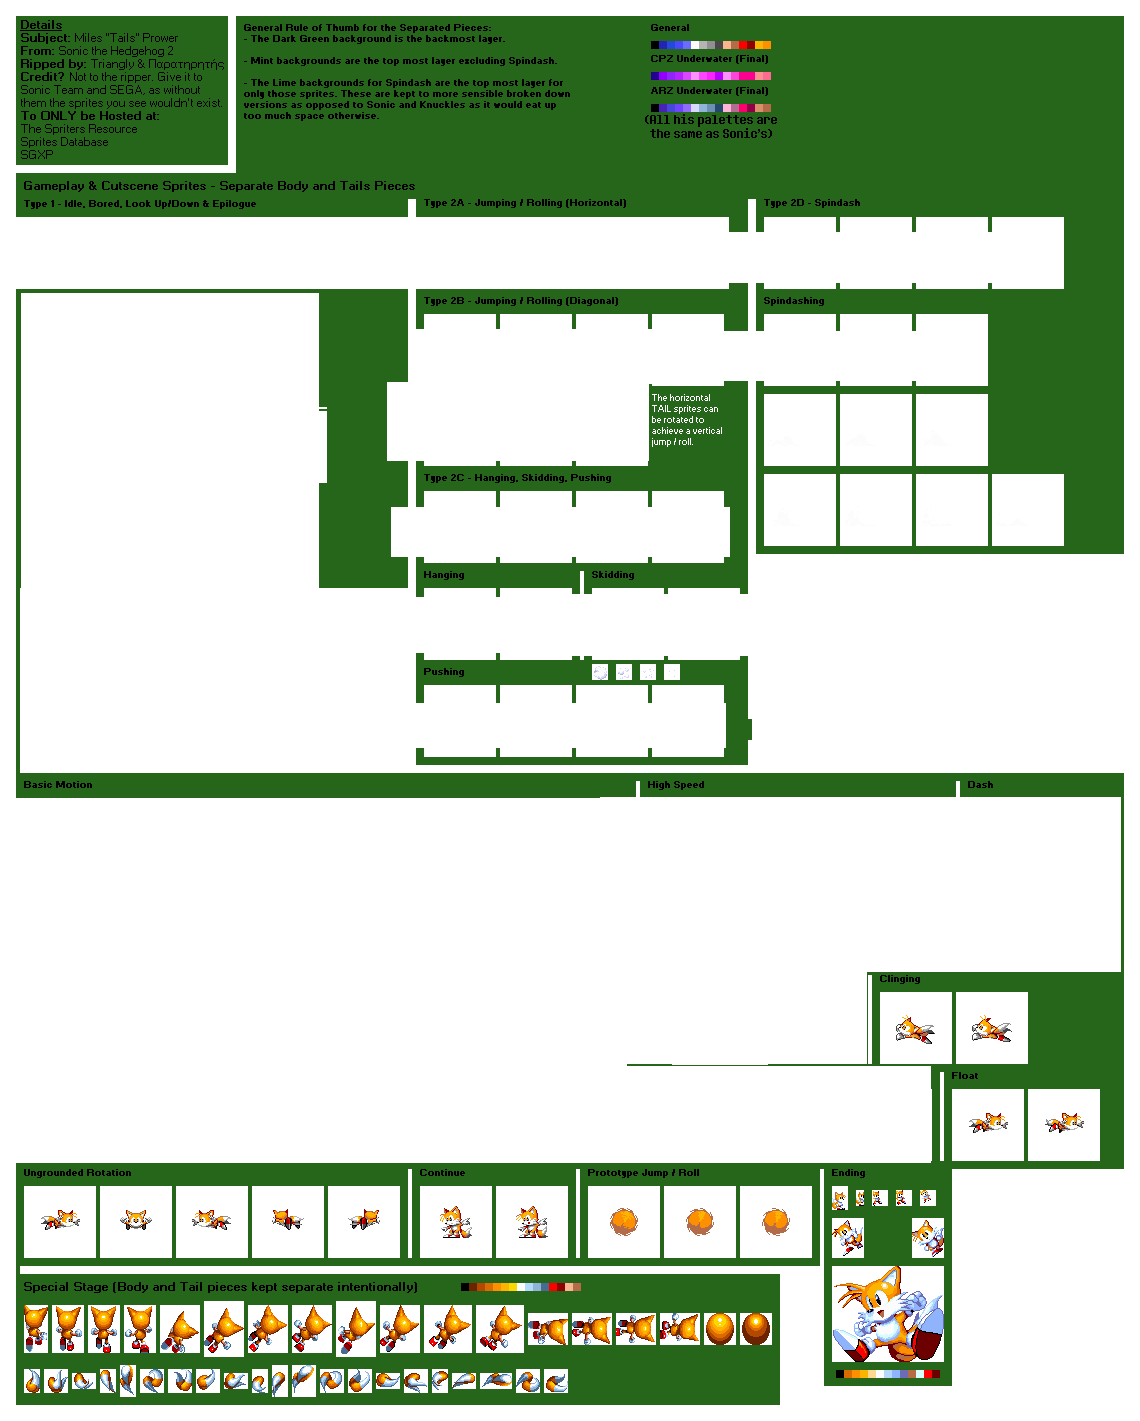 Details
Subject: Miles "Tails" Prower
From: Sonic the Hedgehog 2
Ripped by: Triangly & Παρατηρητής
Credit? Not to the ripper. Give it to
Sonic Team and SEGA, as without
them the sprites you see wouldn't exist.
To ONLY be Hosted at:
The Spriters Resource
Sprites Database
SGXP
General Rule of Thumb for the Separated Pieces:
- The Dark Green background is the backmost layer.
- Mint backgrounds are the top most layer excluding Spindash.
- The Lime backgrounds for Spindash are the top most layer for
only those sprites. These are kept to more sensible broken down
versions as opposed to Sonic and Knuckles as it would eat up
too much space otherwise.
General
CPZ Underwater (Final)
ARZ Underwater (Final)
(All his palettes are
the same as Sonic's)
Gameplay & Cutscene Sprites - Separate Body and Tails Pieces
Type 1 - Idle, Bored, Look Up/Down & Epilogue
Type 2A - Jumping / Rolling (Horizontal)
Type 2D - Spindash
Type 2B - Jumping / Rolling (Diagonal)
Spindashing
The horizontal
TAIL sprites can
be rotated to
achieve a vertical
jump / roll.
Type 2C - Hanging, Skidding, Pushing
Hanging
Skidding
Pushing
Basic Motion
High Speed
Dash
Clinging
Float
Ungrounded Rotation
Continue
Prototype Jump / Roll
Ending
Special Stage (Body and Tail pieces kept separate intentionally)